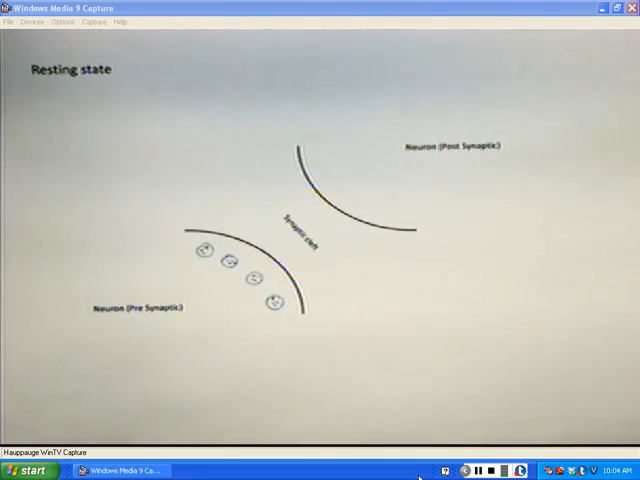 Windows Media 9 Capture
File Devices Options Capture Help
Resting state
Neuron (Post Synaptic)
Synaptic cleft
Neuron (Pre Synaptic)
Hauppauge WinTV Capture
start
Windows Media 9 Ca...
10:04 AM